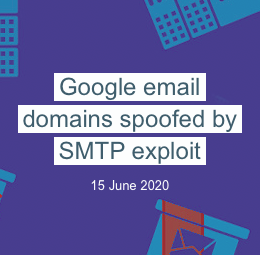 Google email
domains spoofed by
SMTP exploit
15 June 2020